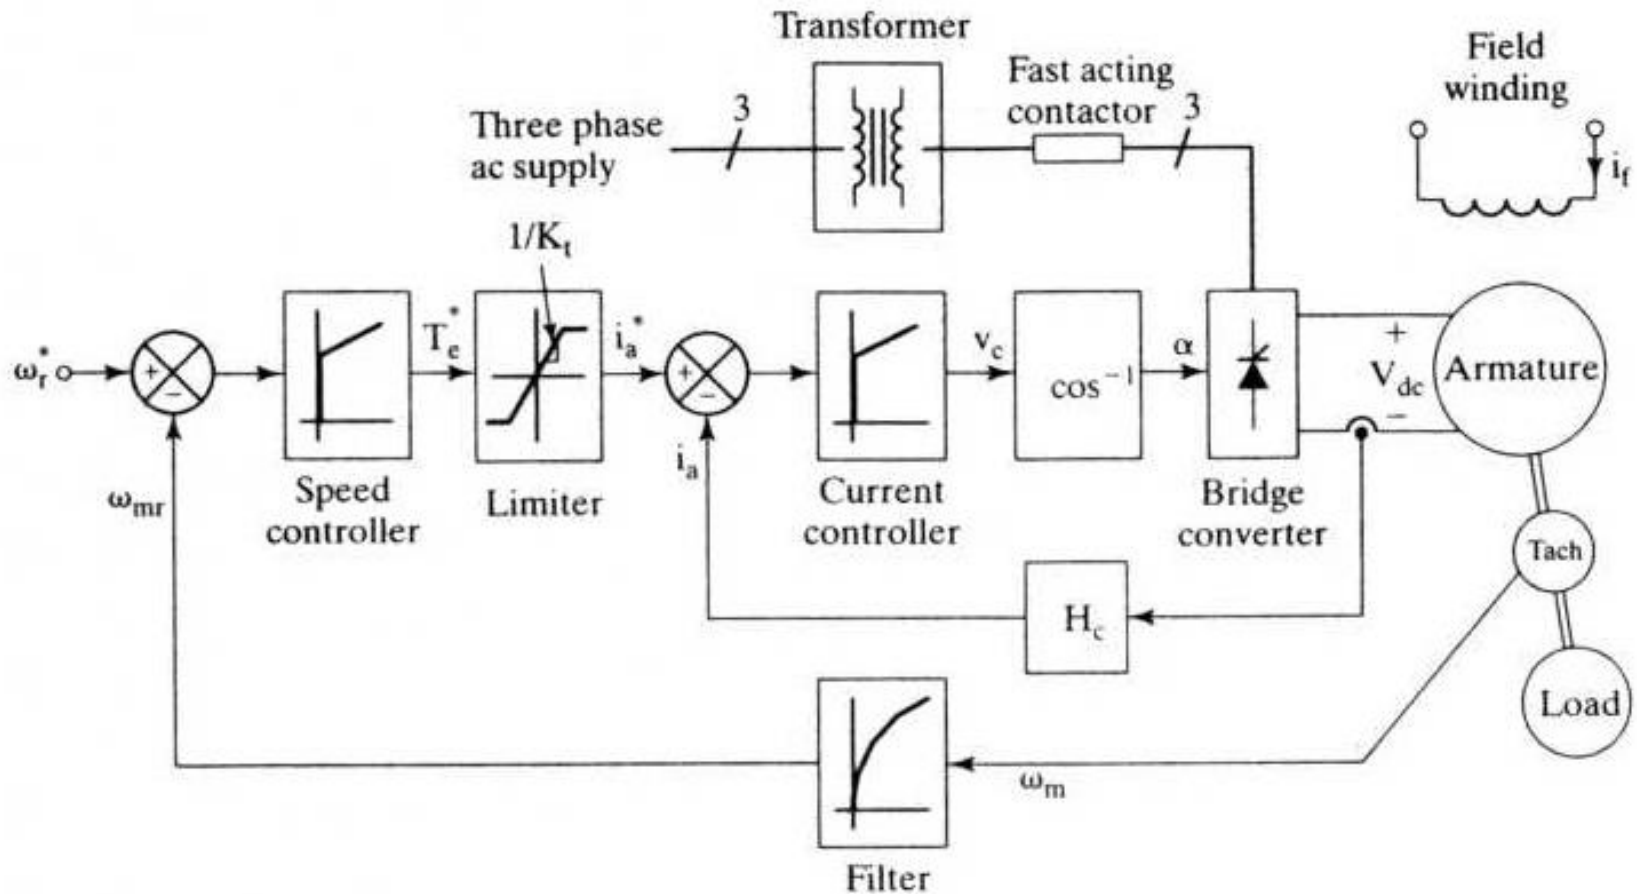 Transformer
Three phase
ac supply
3
Fast acting
contactor
3
Field
winding
i_f
1/K_t
ω_r^*
+
−
T_e^*
i_a^*
+
−
v_c
cos⁻¹
α
+
V_dc
−
Armature
ω_mr
Speed
controller
Limiter
i_a
Current
controller
Bridge
converter
Tach
H_c
Load
ω_m
Filter